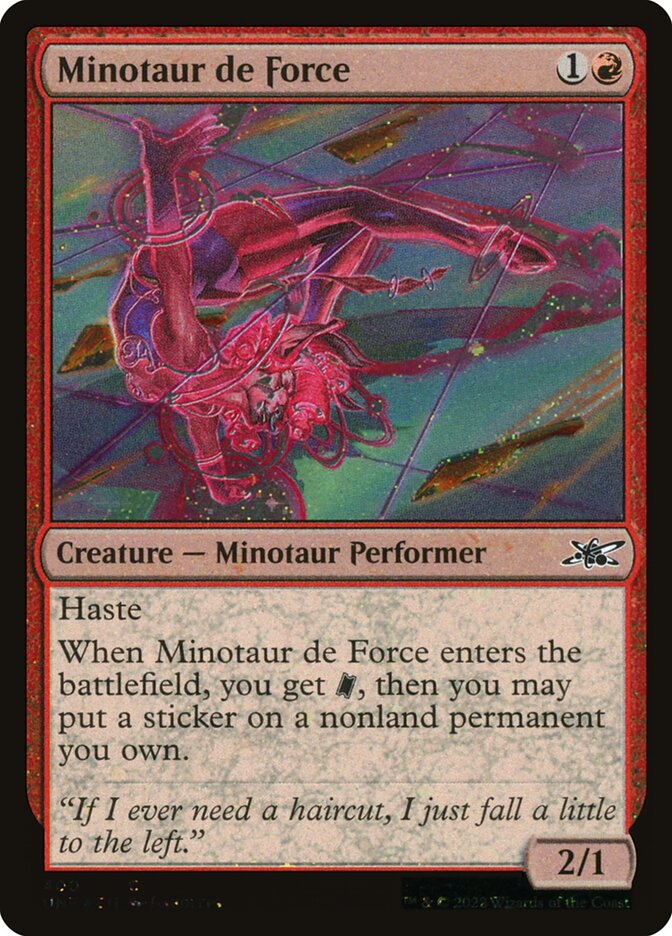 Minotaur de Force 1
Creature — Minotaur Performer
Haste
When Minotaur de Force enters the
battlefield, you get , then you may
put a sticker on a nonland permanent
you own.
“If I ever need a haircut, I just fall a little
to the left.”
2/1
™ & © 2022 Wizards of the Coast